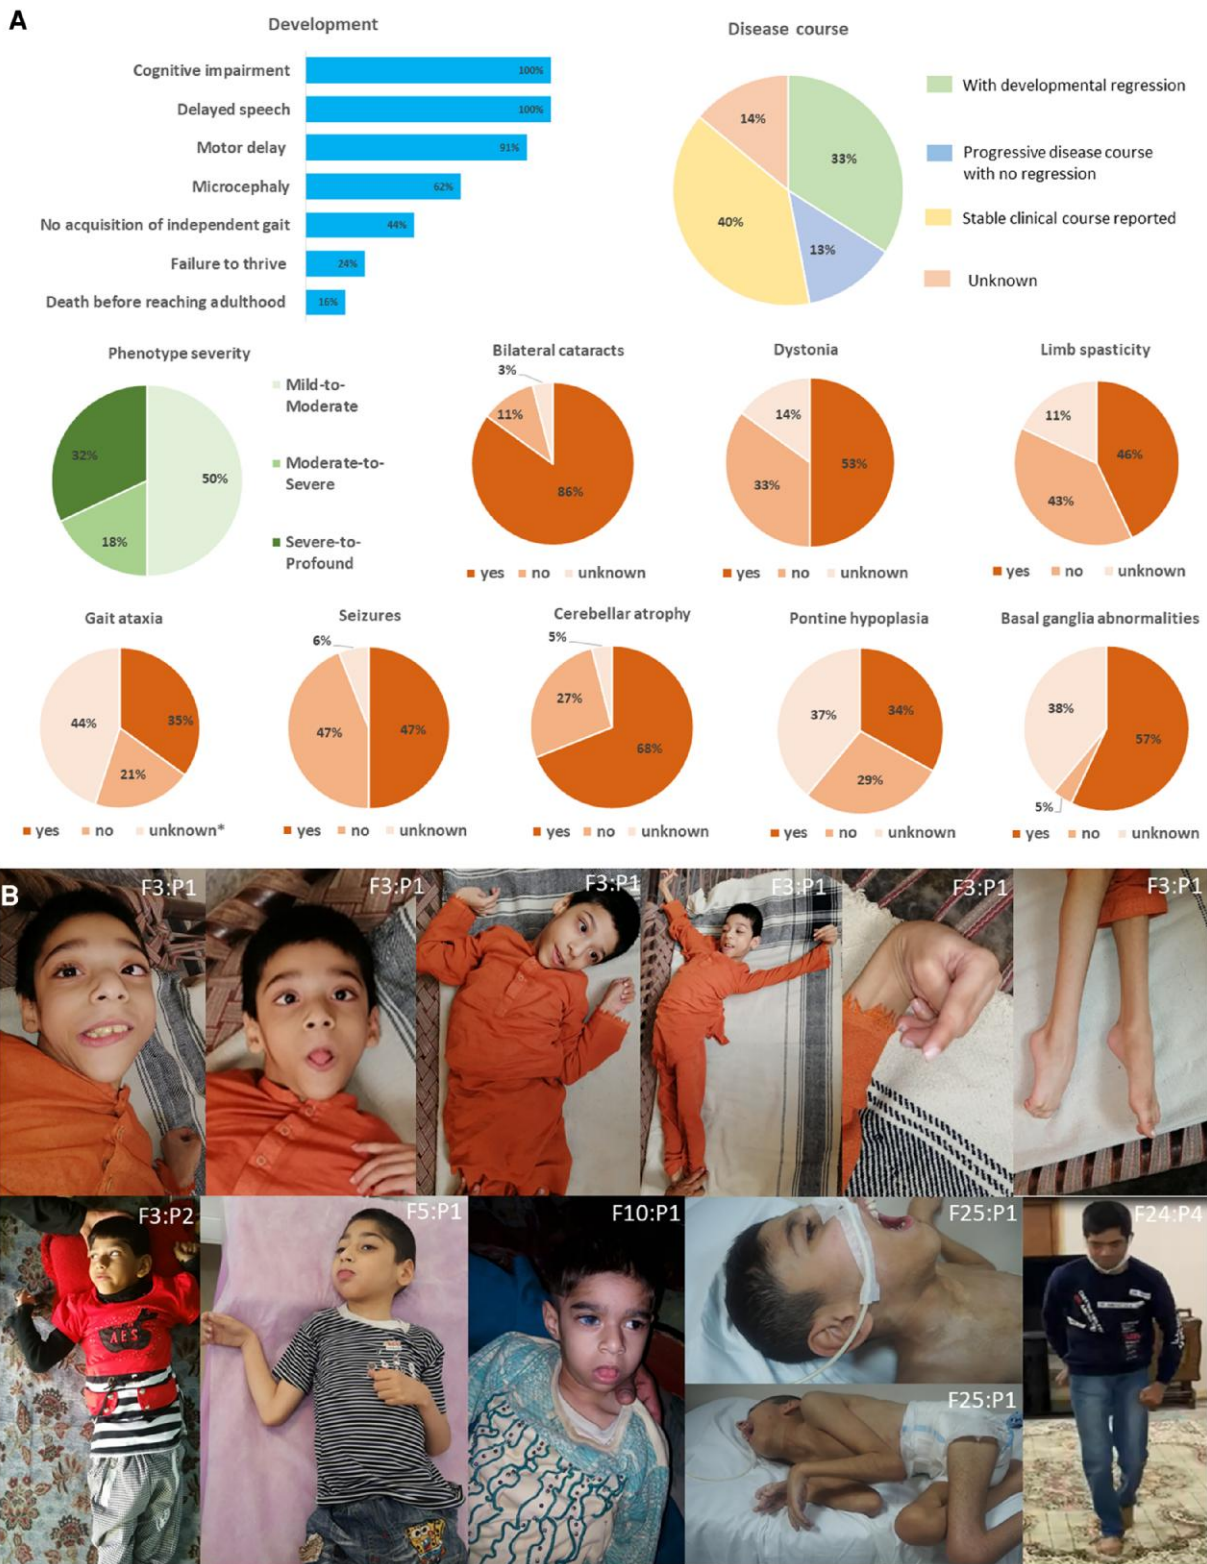 A
Development
Cognitive impairment 100%
Delayed speech 100%
Motor delay 91%
Microcephaly 62%
No acquisition of independent gait 44%
Failure to thrive 24%
Death before reaching adulthood 16%
Disease course
14%
33%
40%
13%
With developmental regression
Progressive disease course
with no regression
Stable clinical course reported
Unknown
Phenotype severity
32%
50%
18%
Mild-to-
Moderate
Moderate-to-
Severe
Severe-to-
Profound
Bilateral cataracts
3%
11%
86%
yes no unknown
Dystonia
14%
53%
33%
yes no unknown
Limb spasticity
11%
46%
43%
yes no unknown
Gait ataxia
44%
35%
21%
yes no unknown*
Seizures
6%
47%
47%
yes no unknown
Cerebellar atrophy
5%
27%
68%
yes no unknown
Pontine hypoplasia
37%
34%
29%
yes no unknown
Basal ganglia abnormalities
38%
57%
5%
yes no unknown
B
F3:P1
F3:P1
F3:P1
F3:P1
F3:P1
F3:P1
F3:P2
AES
F5:P1
F10:P1
F25:P1
F25:P1
F24:P4